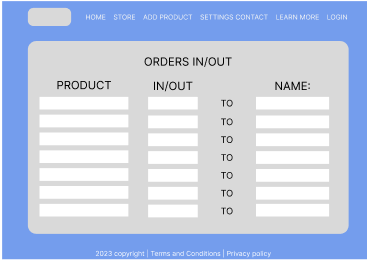 HOME STORE ADD PRODUCT SETTINGS CONTACT LEARN MORE LOGIN
ORDERS IN/OUT
PRODUCT IN/OUT NAME:
TO
TO
TO
TO
TO
TO
TO
2023 copyright | Terms and Conditions | Privacy policy